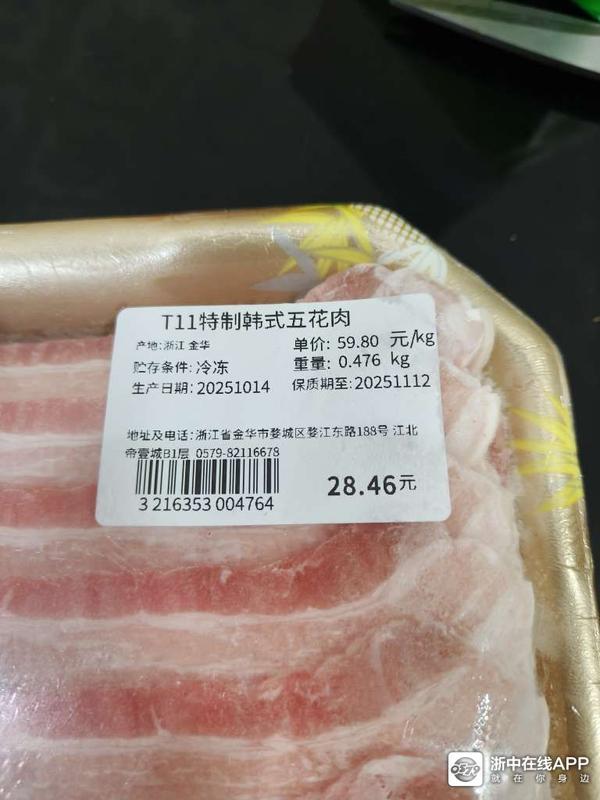 T11特制韩式五花肉
产地:浙江 金华
单价: 59.80 元/kg
贮存条件: 冷冻
重量: 0.476 kg
生产日期: 20251014
保质期至: 20251112
地址及电话:浙江省金华市婺城区婺江东路188号 江北
帝壹城B1层 0579-82116678
3 216353 004764
28.46元
浙中在线APP
就在你身边